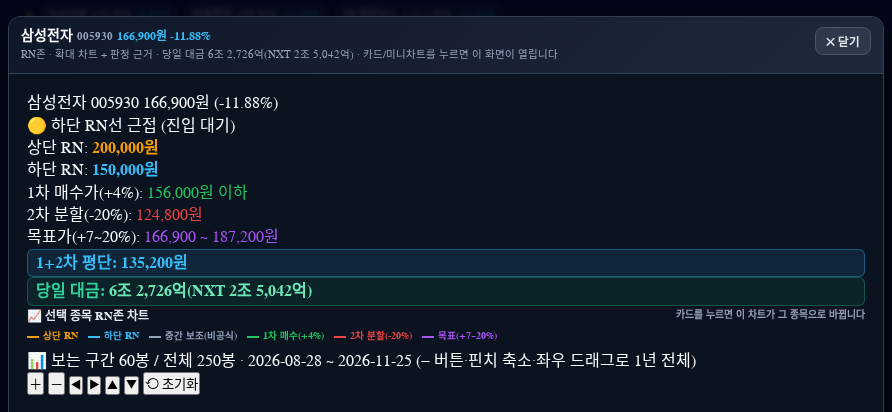 삼성전자 005930 166,900원 -11.88%
RN존 · 확대 차트 + 판정 근거 · 당일 대금 6조 2,726억(NXT 2조 5,042억) · 카드/미니차트를 누르면 이 화면이 열립니다
✕ 닫기
삼성전자 005930 166,900원 (-11.88%)
🟡 하단 RN선 근접 (진입 대기)
상단 RN: 200,000원
하단 RN: 150,000원
1차 매수가(+4%): 156,000원 이하
2차 분할(-20%): 124,800원
목표가(+7~20%): 166,900 ~ 187,200원
1+2차 평단: 135,200원
당일 대금: 6조 2,726억(NXT 2조 5,042억)
📈 선택 종목 RN존 차트
카드를 누르면 이 차트가 그 종목으로 바뀝니다
상단 RN 하단 RN 중간 보조(비공식) 1차 매수(+4%) 2차 분할(-20%) 목표(+7~20%)
📊 보는 구간 60봉 / 전체 250봉 · 2026-08-28 ~ 2026-11-25 (− 버튼·핀치 축소·좌우 드래그로 1년 전체)
+ − ◀ ▶ ▲ ▼ ⟲ 초기화